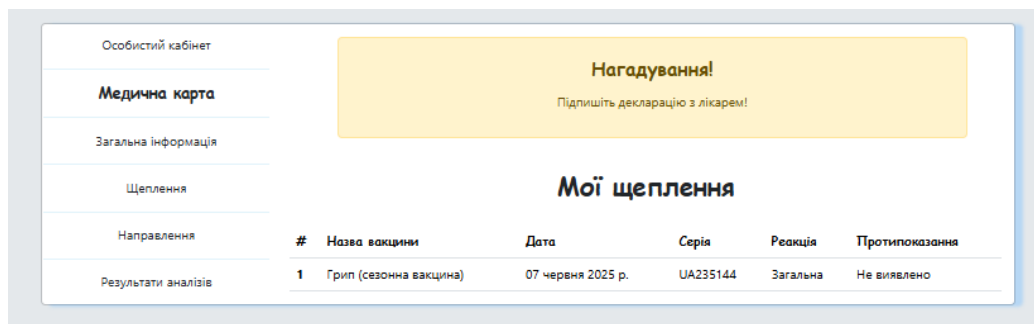 Особистий кабінет
Медична карта
Загальна інформація
Щеплення
Направлення
Результати аналізів
Нагадування!
Підпишіть декларацію з лікарем!
Мої щеплення
# Назва вакцини Дата Серія Реакція Протипоказання
1 Грип (сезонна вакцина) 07 червня 2025 р. UA235144 Загальна Не виявлено